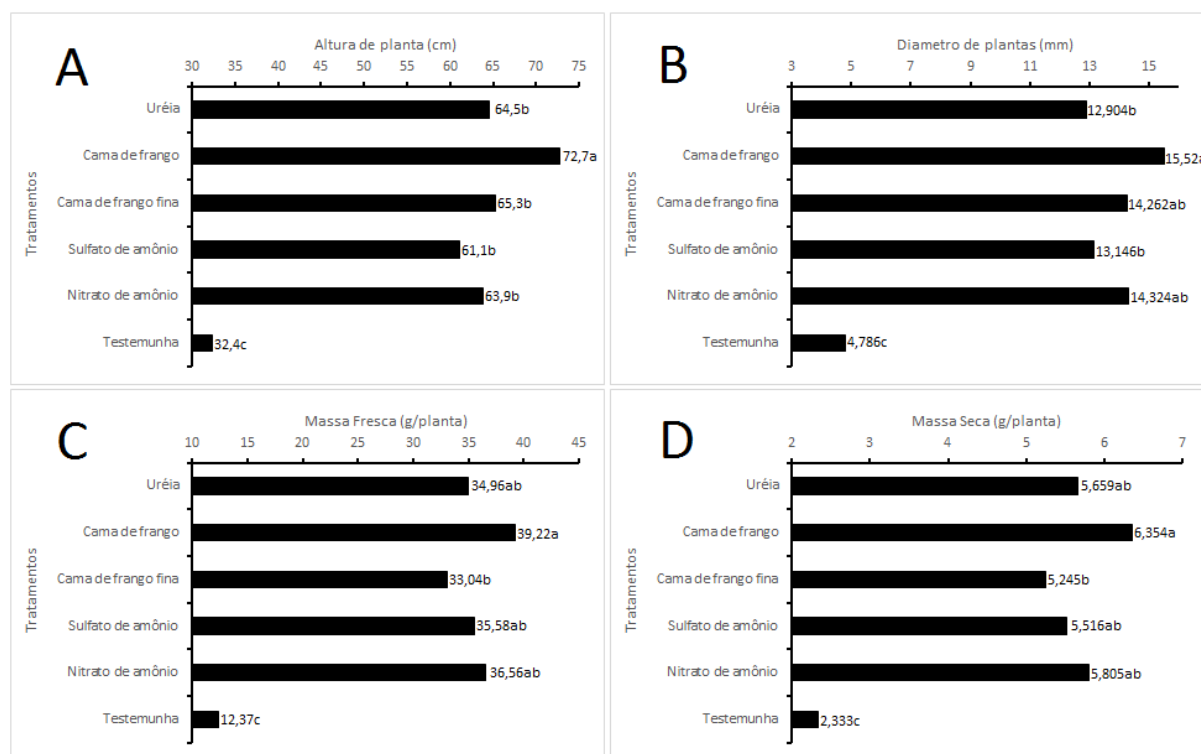 A
Altura de planta (cm)
30 35 40 45 50 55 60 65 70 75
Tratamentos
Uréia 64,5b
Cama de frango 72,7a
Cama de frango fina 65,3b
Sulfato de amônio 61,1b
Nitrato de amônio 63,9b
Testemunha 32,4c
B
Diametro de plantas (mm)
3 5 7 9 11 13 15
Tratamentos
Uréia 12,904b
Cama de frango 15,52a
Cama de frango fina 14,262ab
Sulfato de amônio 13,146b
Nitrato de amônio 14,324ab
Testemunha 4,786c
C
Massa Fresca (g/planta)
10 15 20 25 30 35 40 45
Tratamentos
Uréia 34,96ab
Cama de frango 39,22a
Cama de frango fina 33,04b
Sulfato de amônio 35,58ab
Nitrato de amônio 36,56ab
Testemunha 12,37c
D
Massa Seca (g/planta)
2 3 4 5 6 7
Tratamentos
Uréia 5,659ab
Cama de frango 6,354a
Cama de frango fina 5,245b
Sulfato de amônio 5,516ab
Nitrato de amônio 5,805ab
Testemunha 2,333c